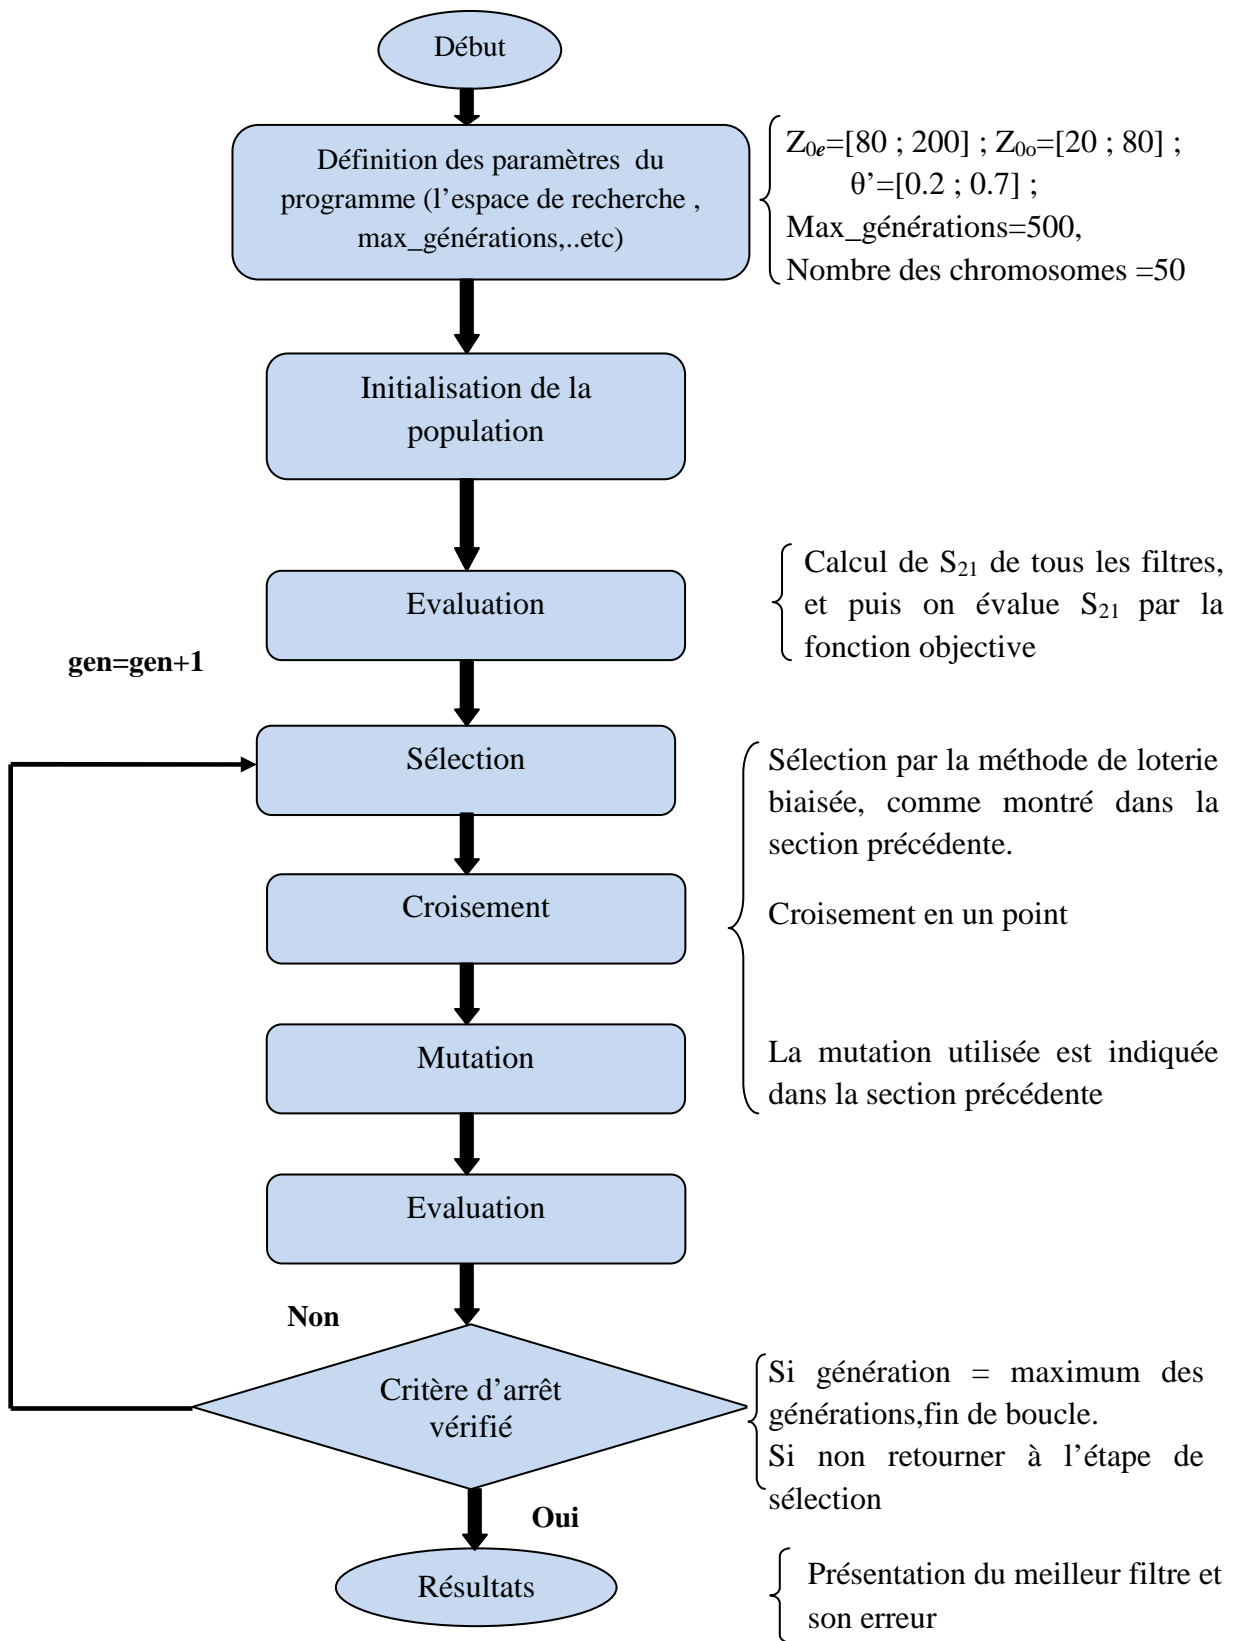 Début
Définition des paramètres du
programme (l’espace de recherche ,
max_générations,..etc)
Z0e=[80 ; 200] ; Z0o=[20 ; 80] ;
θ’=[0.2 ; 0.7] ;
Max_générations=500,
Nombre des chromosomes =50
Initialisation de la
population
Evaluation
Calcul de S21 de tous les filtres,
et puis on évalue S21 par la
fonction objective
gen=gen+1
Sélection
Sélection par la méthode de loterie
biaisée, comme montré dans la
section précédente.
Croisement
Croisement en un point
Mutation
La mutation utilisée est indiquée
dans la section précédente
Evaluation
Non
Critère d’arrêt
vérifié
Si génération = maximum des
générations,fin de boucle.
Si non retourner à l’étape de
sélection
Oui
Résultats
Présentation du meilleur filtre et
son erreur